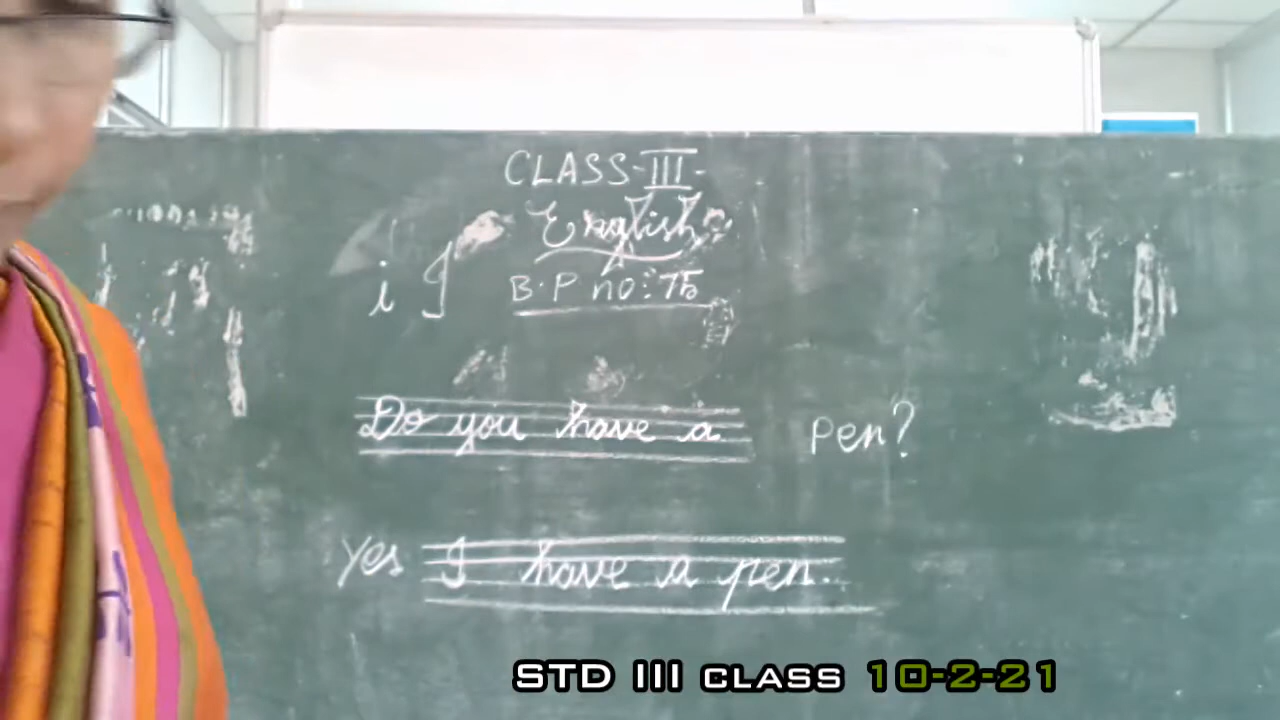 CLASS-III-
English
i I
B.P no: 75
Do you have a pen?
Yes I have a pen.
STD III CLASS 10-2-21